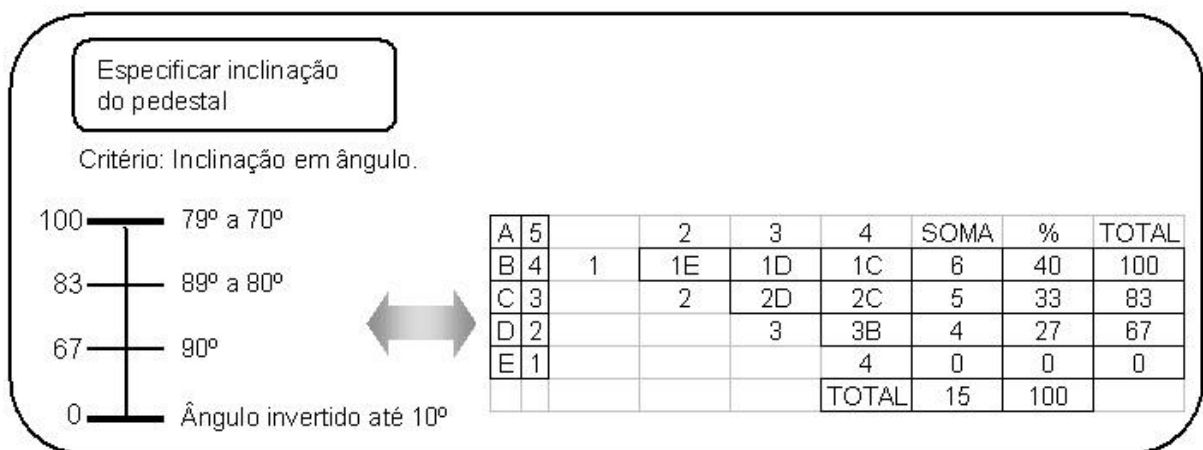 Especificar inclinação
do pedestal
Critério: Inclinação em ângulo.
100 79º a 70º
83 89º a 80º
67 90º
0 Ângulo invertido até 10º
A 5 2 3 4 SOMA % TOTAL
B 4 1 1E 1D 1C 6 40 100
C 3 2 2D 2C 5 33 83
D 2 3 3B 4 27 67
E 1 4 0 0 0
TOTAL 15 100